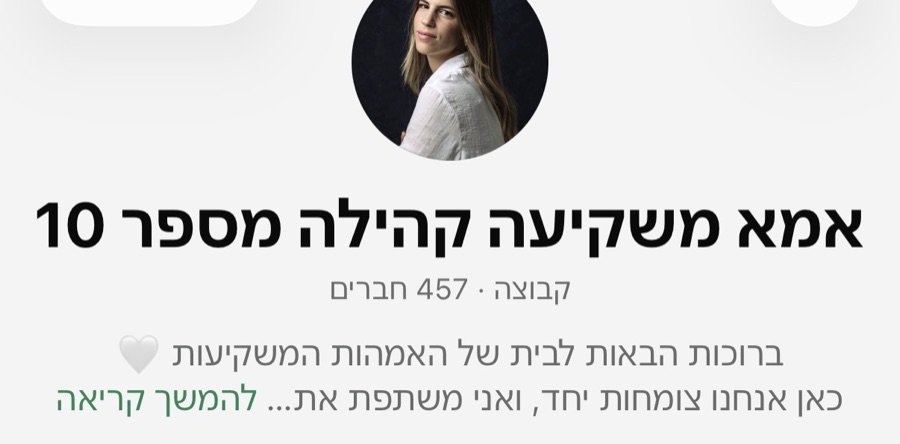 אמא משקיעה קהילה מספר 10
קבוצה · 457 חברים
ברוכות הבאות לבית של האמהות המשקיעות 🤍
כאן אנחנו צומחות יחד, ואני משתפת את... להמשך קריאה